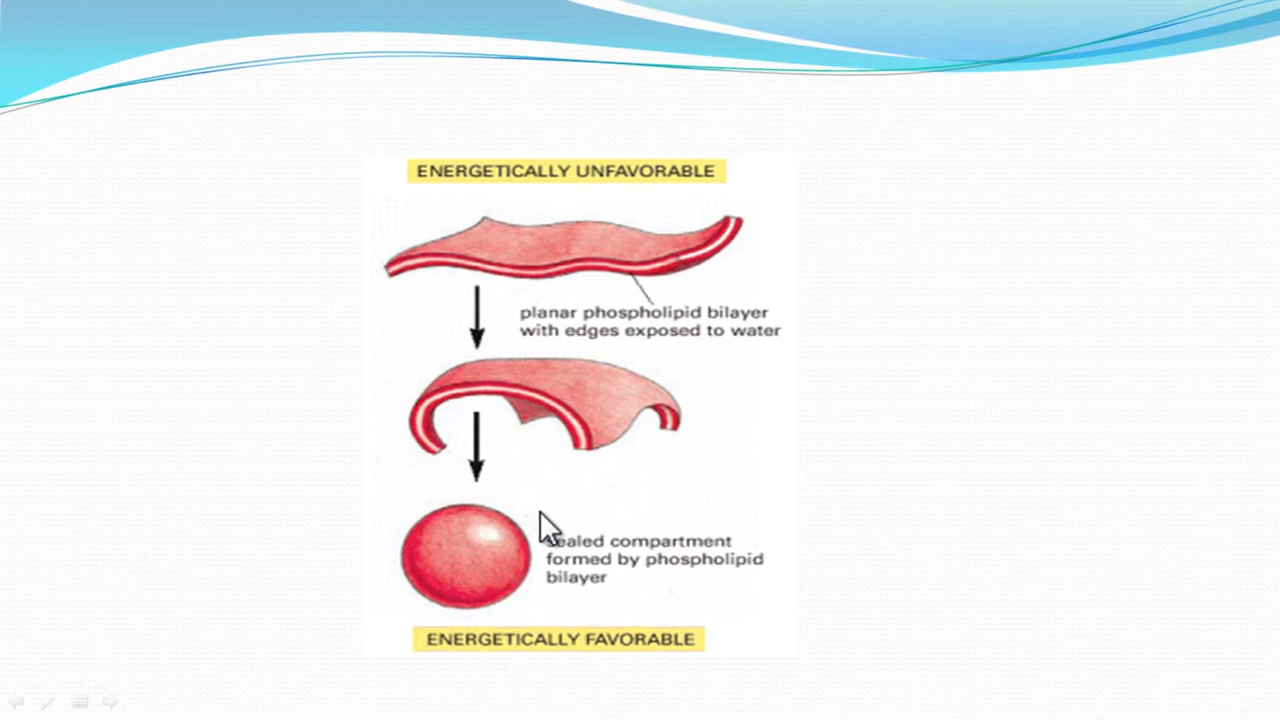 ENERGETICALLY UNFAVORABLE
planar phospholipid bilayer
with edges exposed to water
sealed compartment
formed by phospholipid
bilayer
ENERGETICALLY FAVORABLE